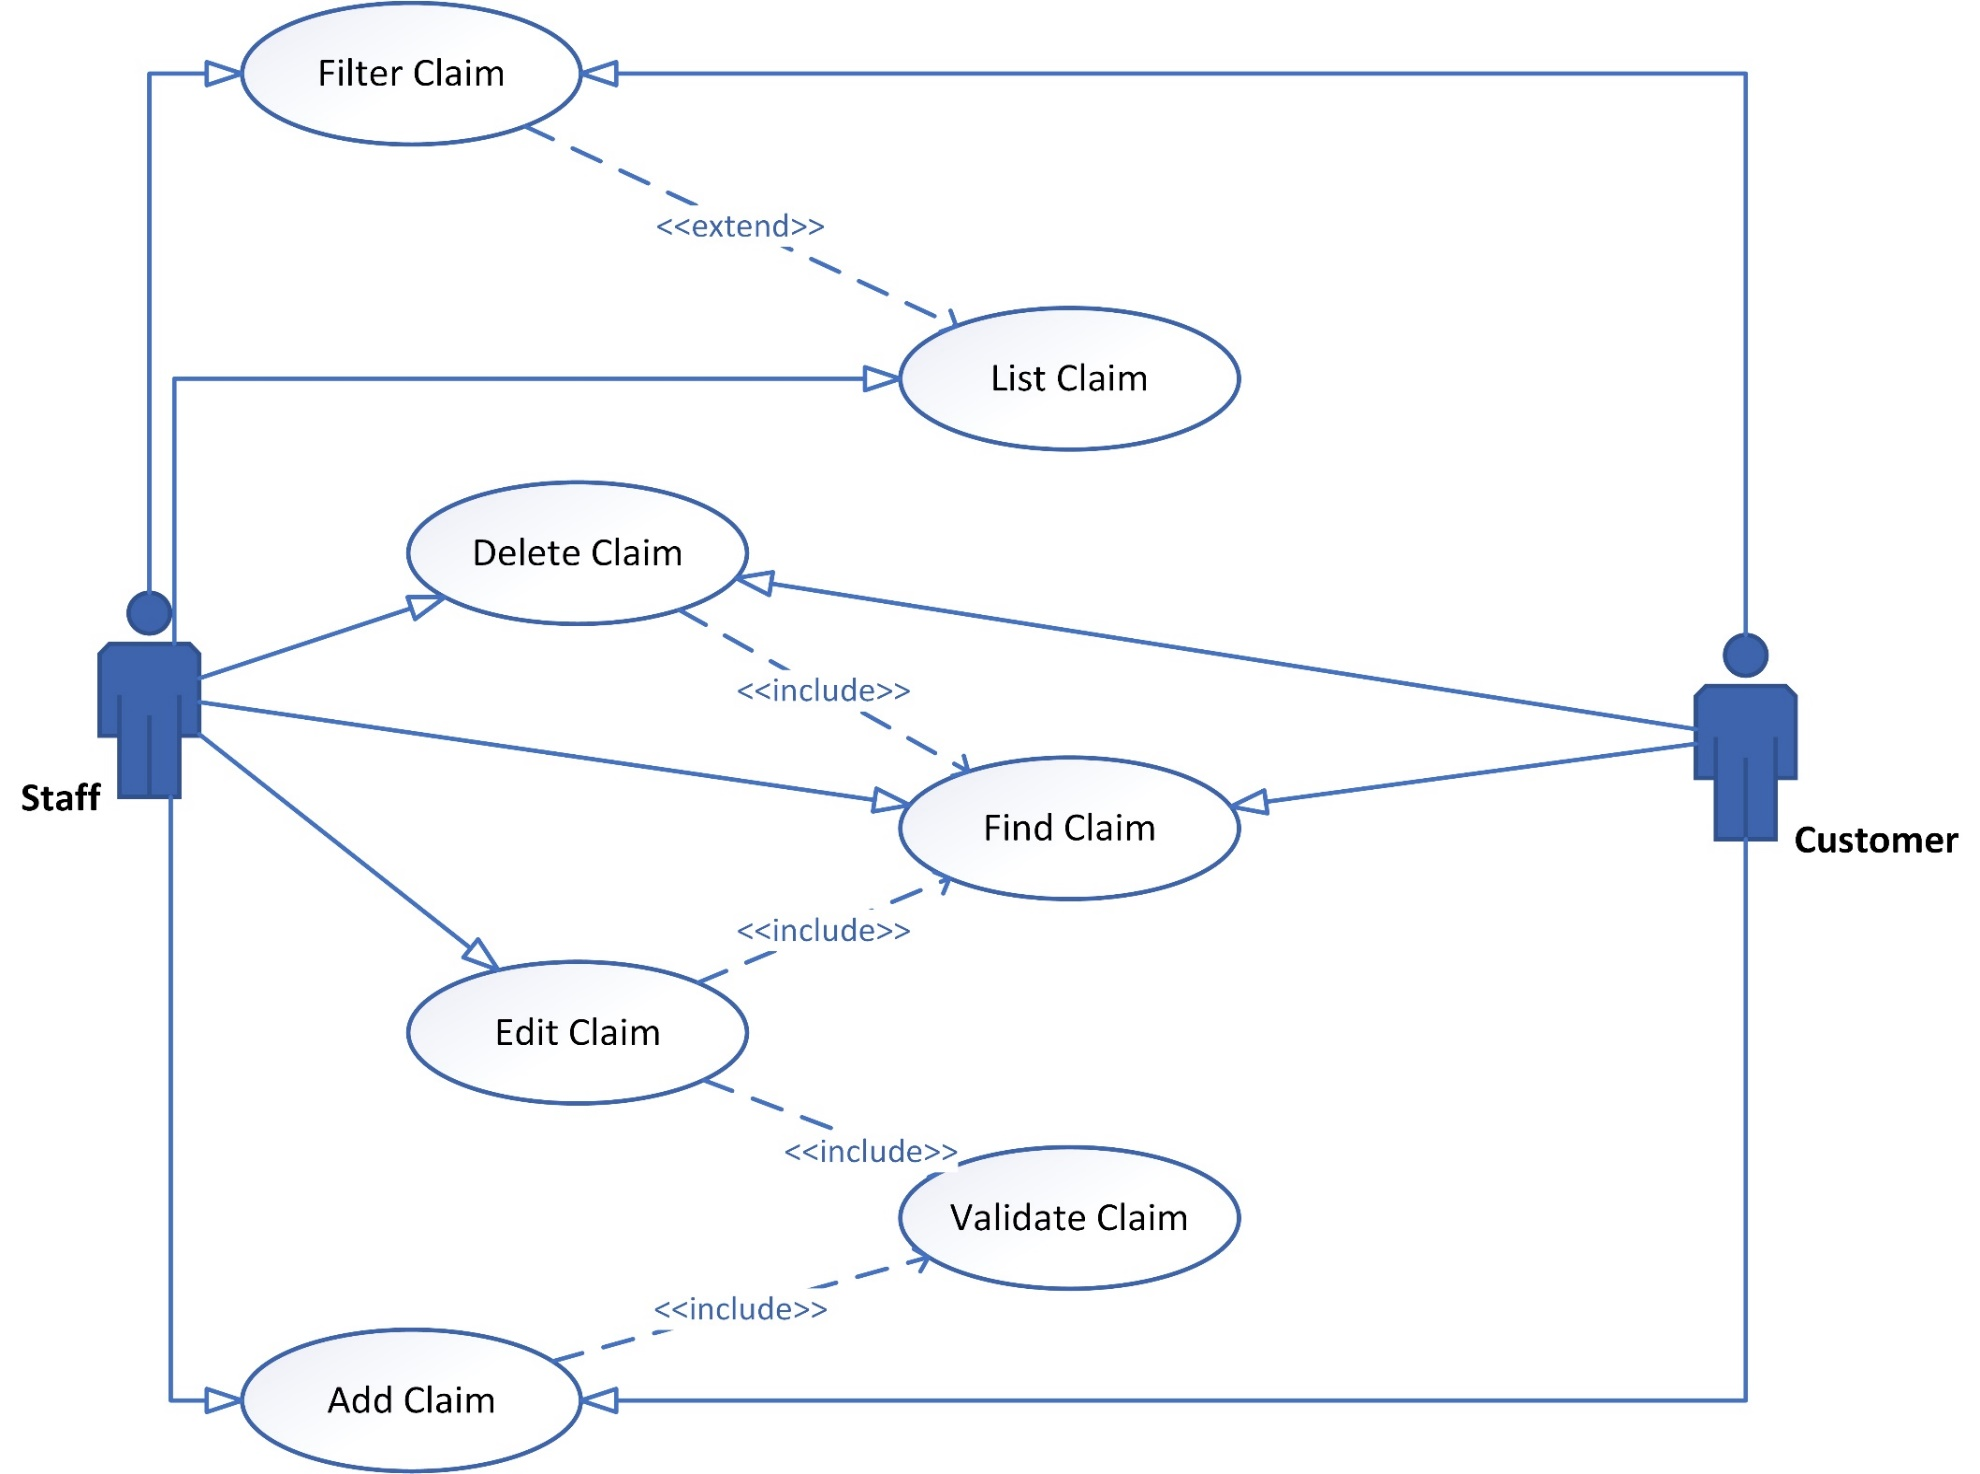 Filter Claim
<<extend>>
List Claim
Delete Claim
<<include>>
Staff
Find Claim
Customer
<<include>>
Edit Claim
<<include>>
Validate Claim
<<include>>
Add Claim